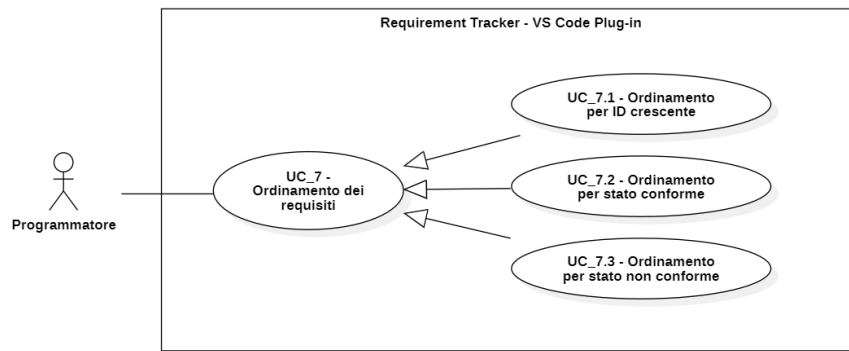 Requirement Tracker - VS Code Plug-in
UC_7.1 - Ordinamento
per ID crescente
UC_7 -
Ordinamento dei
requisiti
UC_7.2 - Ordinamento
per stato conforme
Programmatore
UC_7.3 - Ordinamento
per stato non conforme